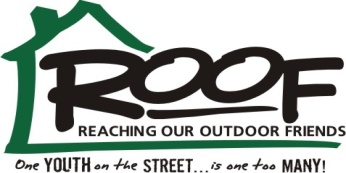 ROOF
REACHING OUR OUTDOOR FRIENDS
One YOUTH on the STREET...is one too MANY!